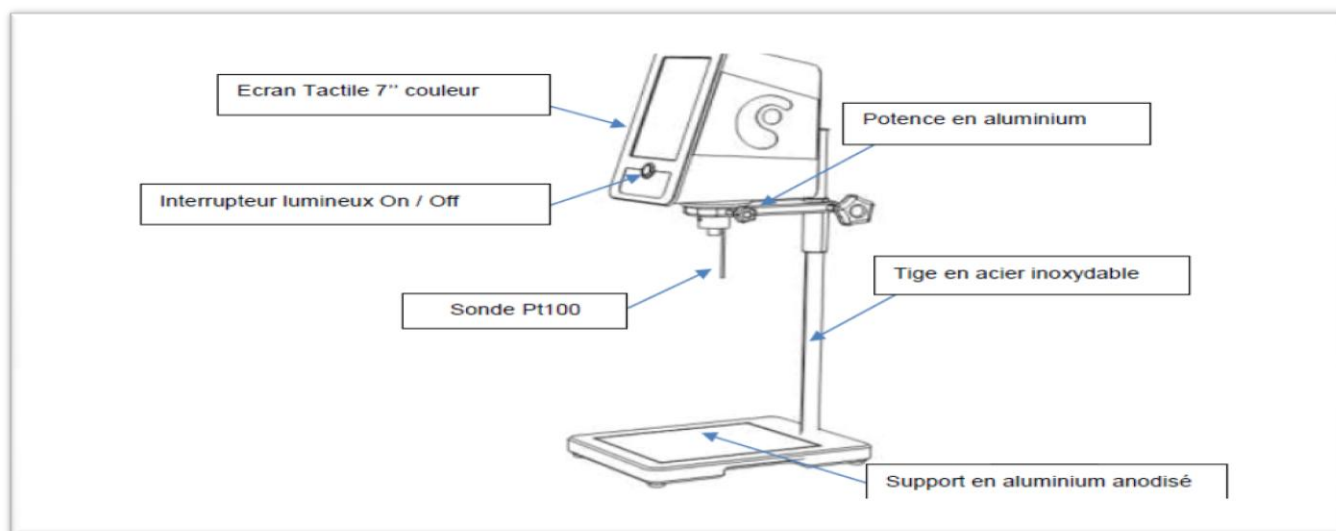 Ecran Tactile 7’’ couleur
Potence en aluminium
Interrupteur lumineux On / Off
Tige en acier inoxydable
Sonde Pt100
Support en aluminium anodisé